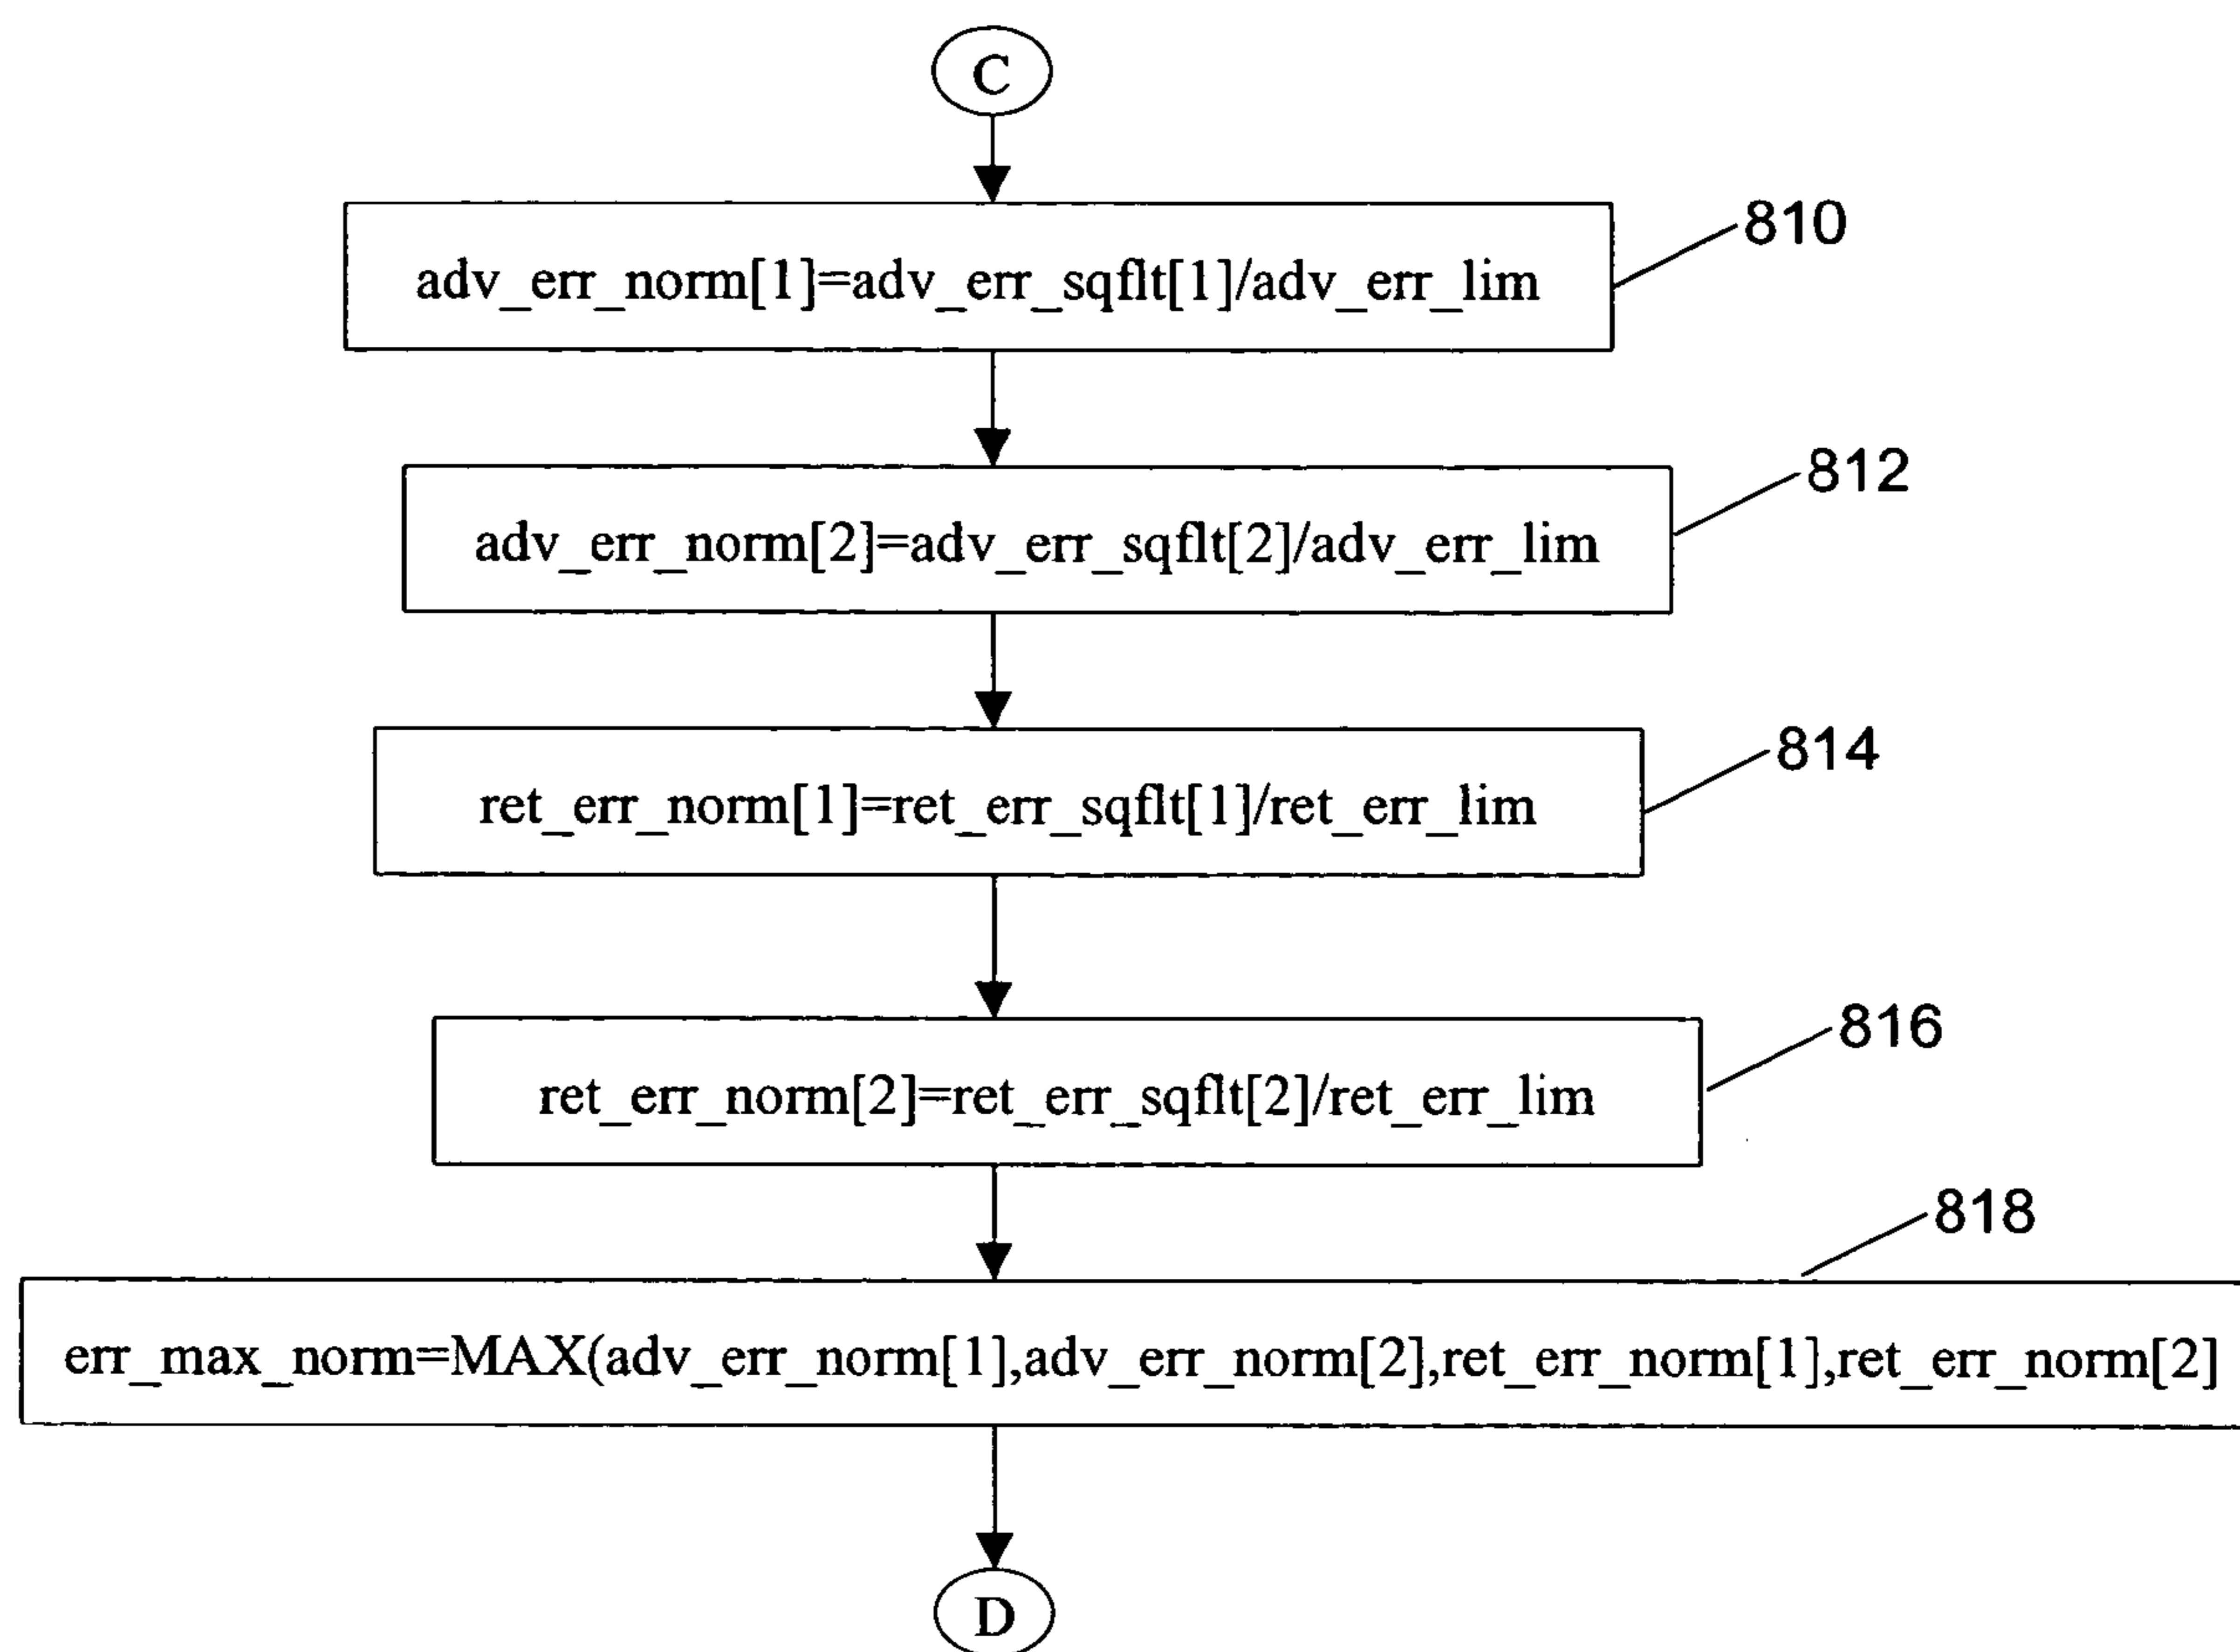 C
810
adv_err_norm[1]=adv_err_sqflt[1]/adv_err_lim
812
adv_err_norm[2]=adv_err_sqflt[2]/adv_err_lim
814
ret_err_norm[1]=ret_err_sqflt[1]/ret_err_lim
816
ret_err_norm[2]=ret_err_sqflt[2]/ret_err_lim
818
err_max_norm=MAX(adv_err_norm[1],adv_err_norm[2],ret_err_norm[1],ret_err_norm[2]
D